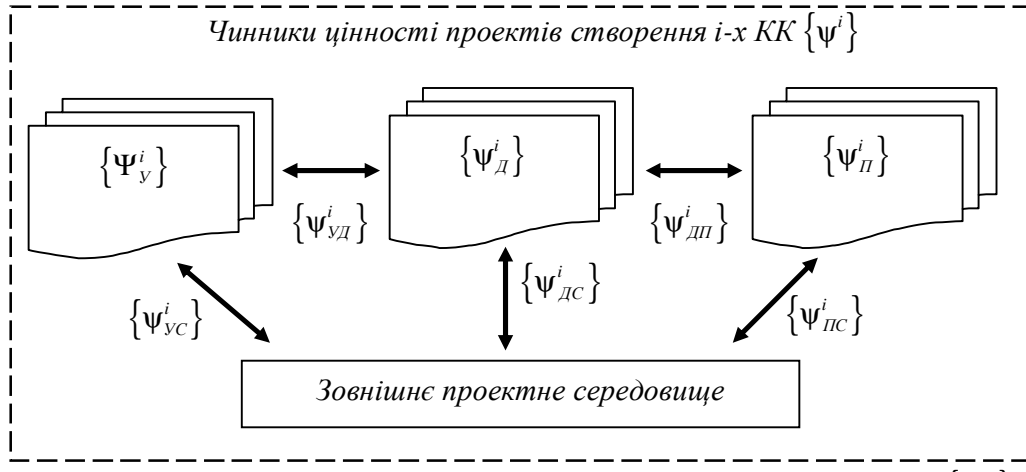 Чинники цінності проектів створення і-х КК {ψ^i}
{Ψ^i_У}
{ψ^i_Д}
{ψ^i_П}
{ψ^i_УД}
{ψ^i_ДП}
{ψ^i_УС}
{ψ^i_ДС}
{ψ^i_ПС}
Зовнішнє проектне середовище